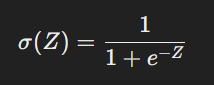 σ(Z) = 1 / (1 + e^{-Z})